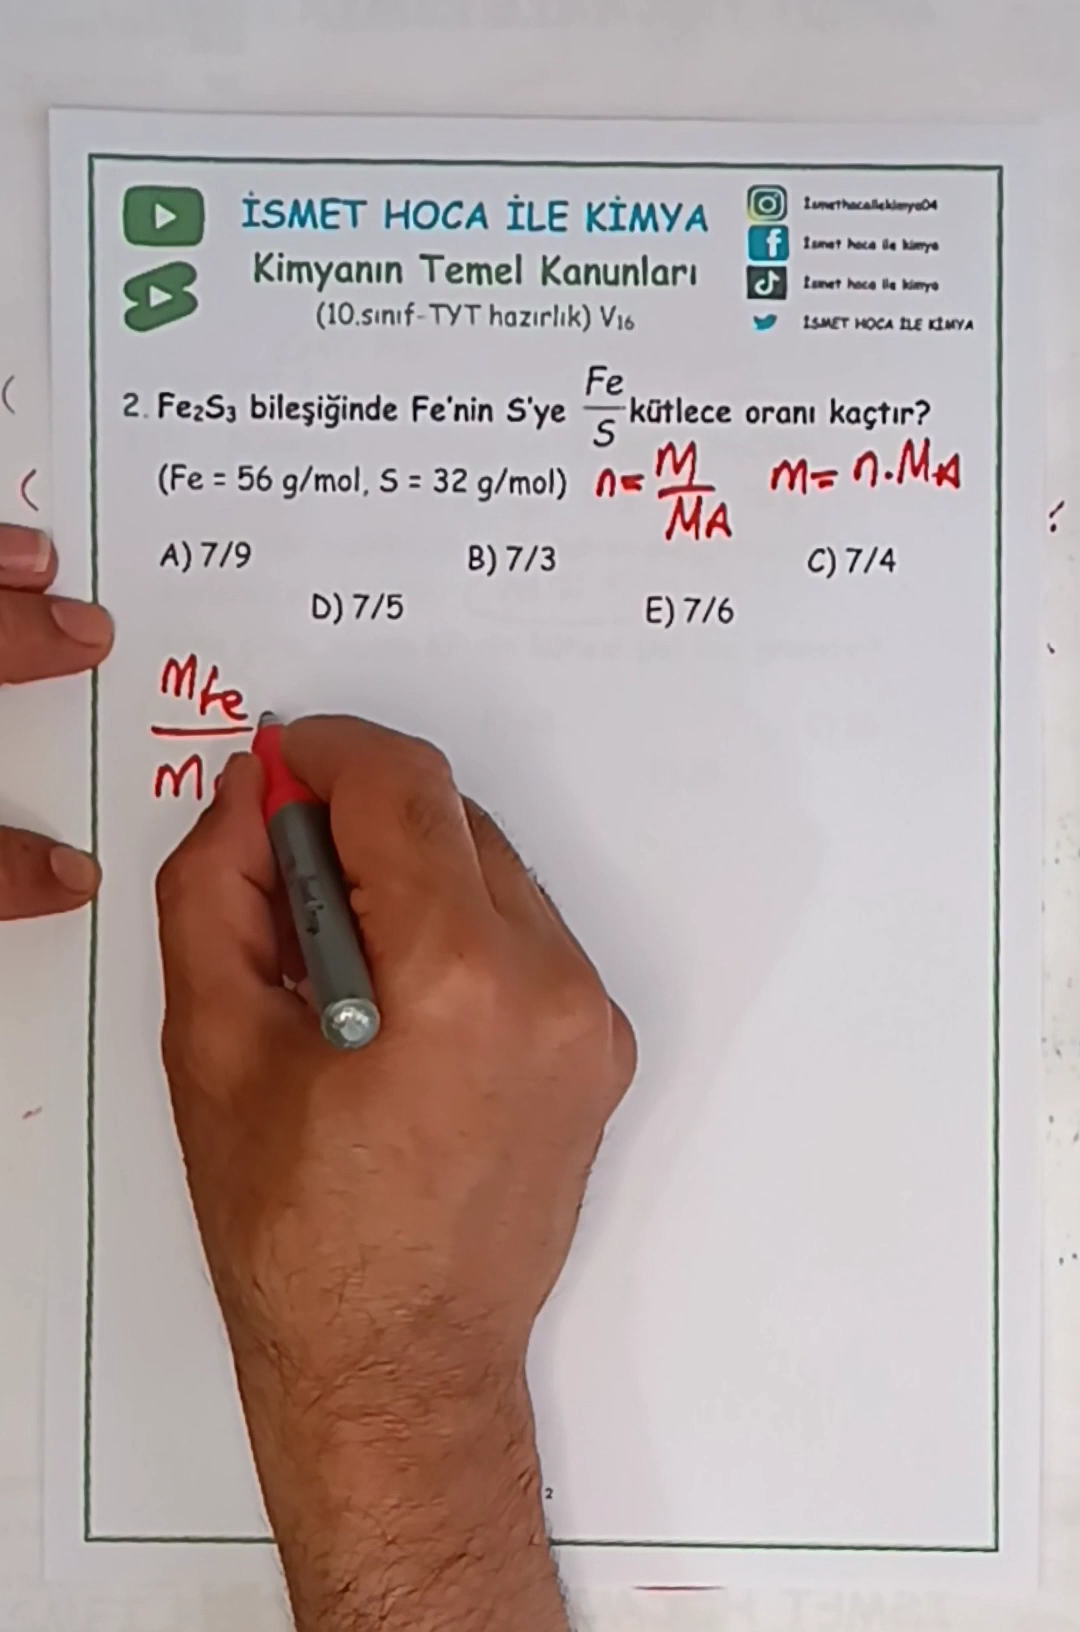 İSMET HOCA İLE KİMYA
Kimyanın Temel Kanunları
(10.sınıf-TYT hazırlık) V16
İsmethocailekimya04
İsmet hoca ile kimya
İsmet hoca ile kimya
İSMET HOCA İLE KİMYA
2. Fe₂S₃ bileşiğinde Fe'nin S'ye Fe/S kütlece oranı kaçtır?
(Fe = 56 g/mol, S = 32 g/mol) n = m/MA m = n.MA
A) 7/9 B) 7/3 C) 7/4
D) 7/5 E) 7/6
mFe
m
2